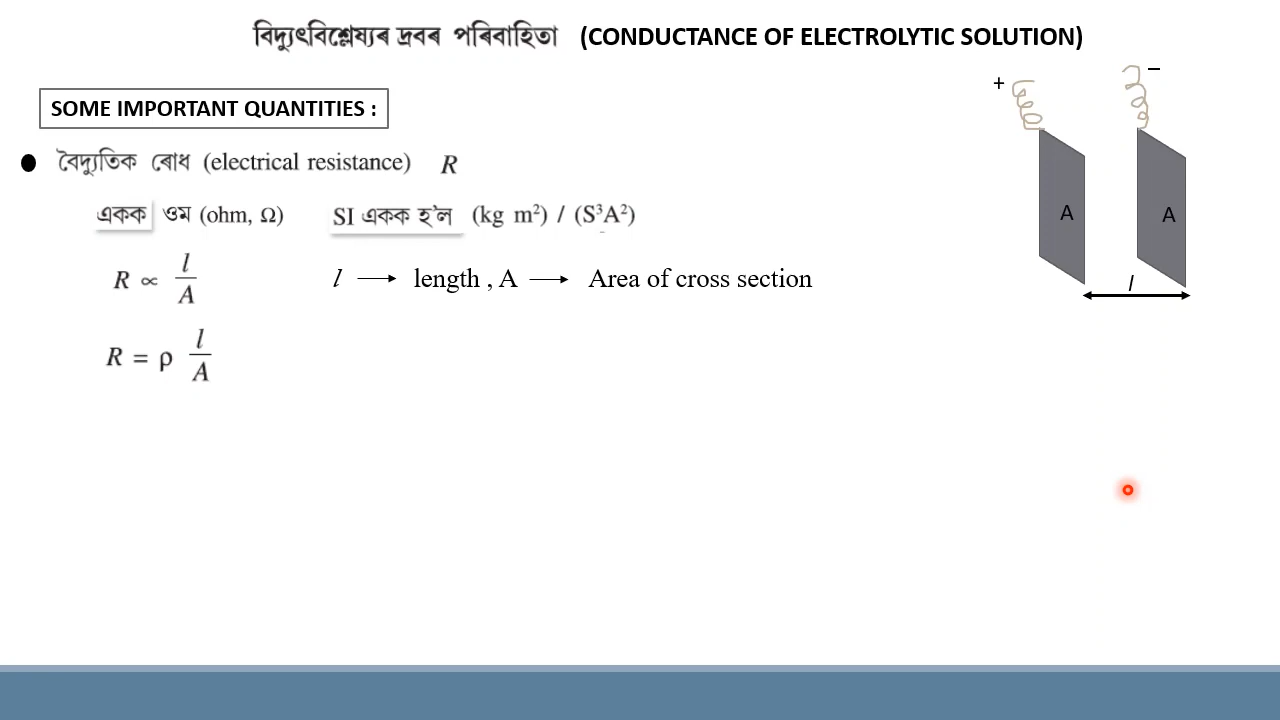 বিদ্যুৎবিশ্লেষ্যৰ দ্ৰবৰ পৰিবাহিতা (CONDUCTANCE OF ELECTROLYTIC SOLUTION)
SOME IMPORTANT QUANTITIES :
● বৈদ্যুতিক ৰোধ (electrical resistance) R
একক ওম (ohm, Ω) SI একক হ'ল (kg m²) / (S³A²)
R ∝ l/A l → length , A → Area of cross section
R = ρ l/A
+ −
A A
l